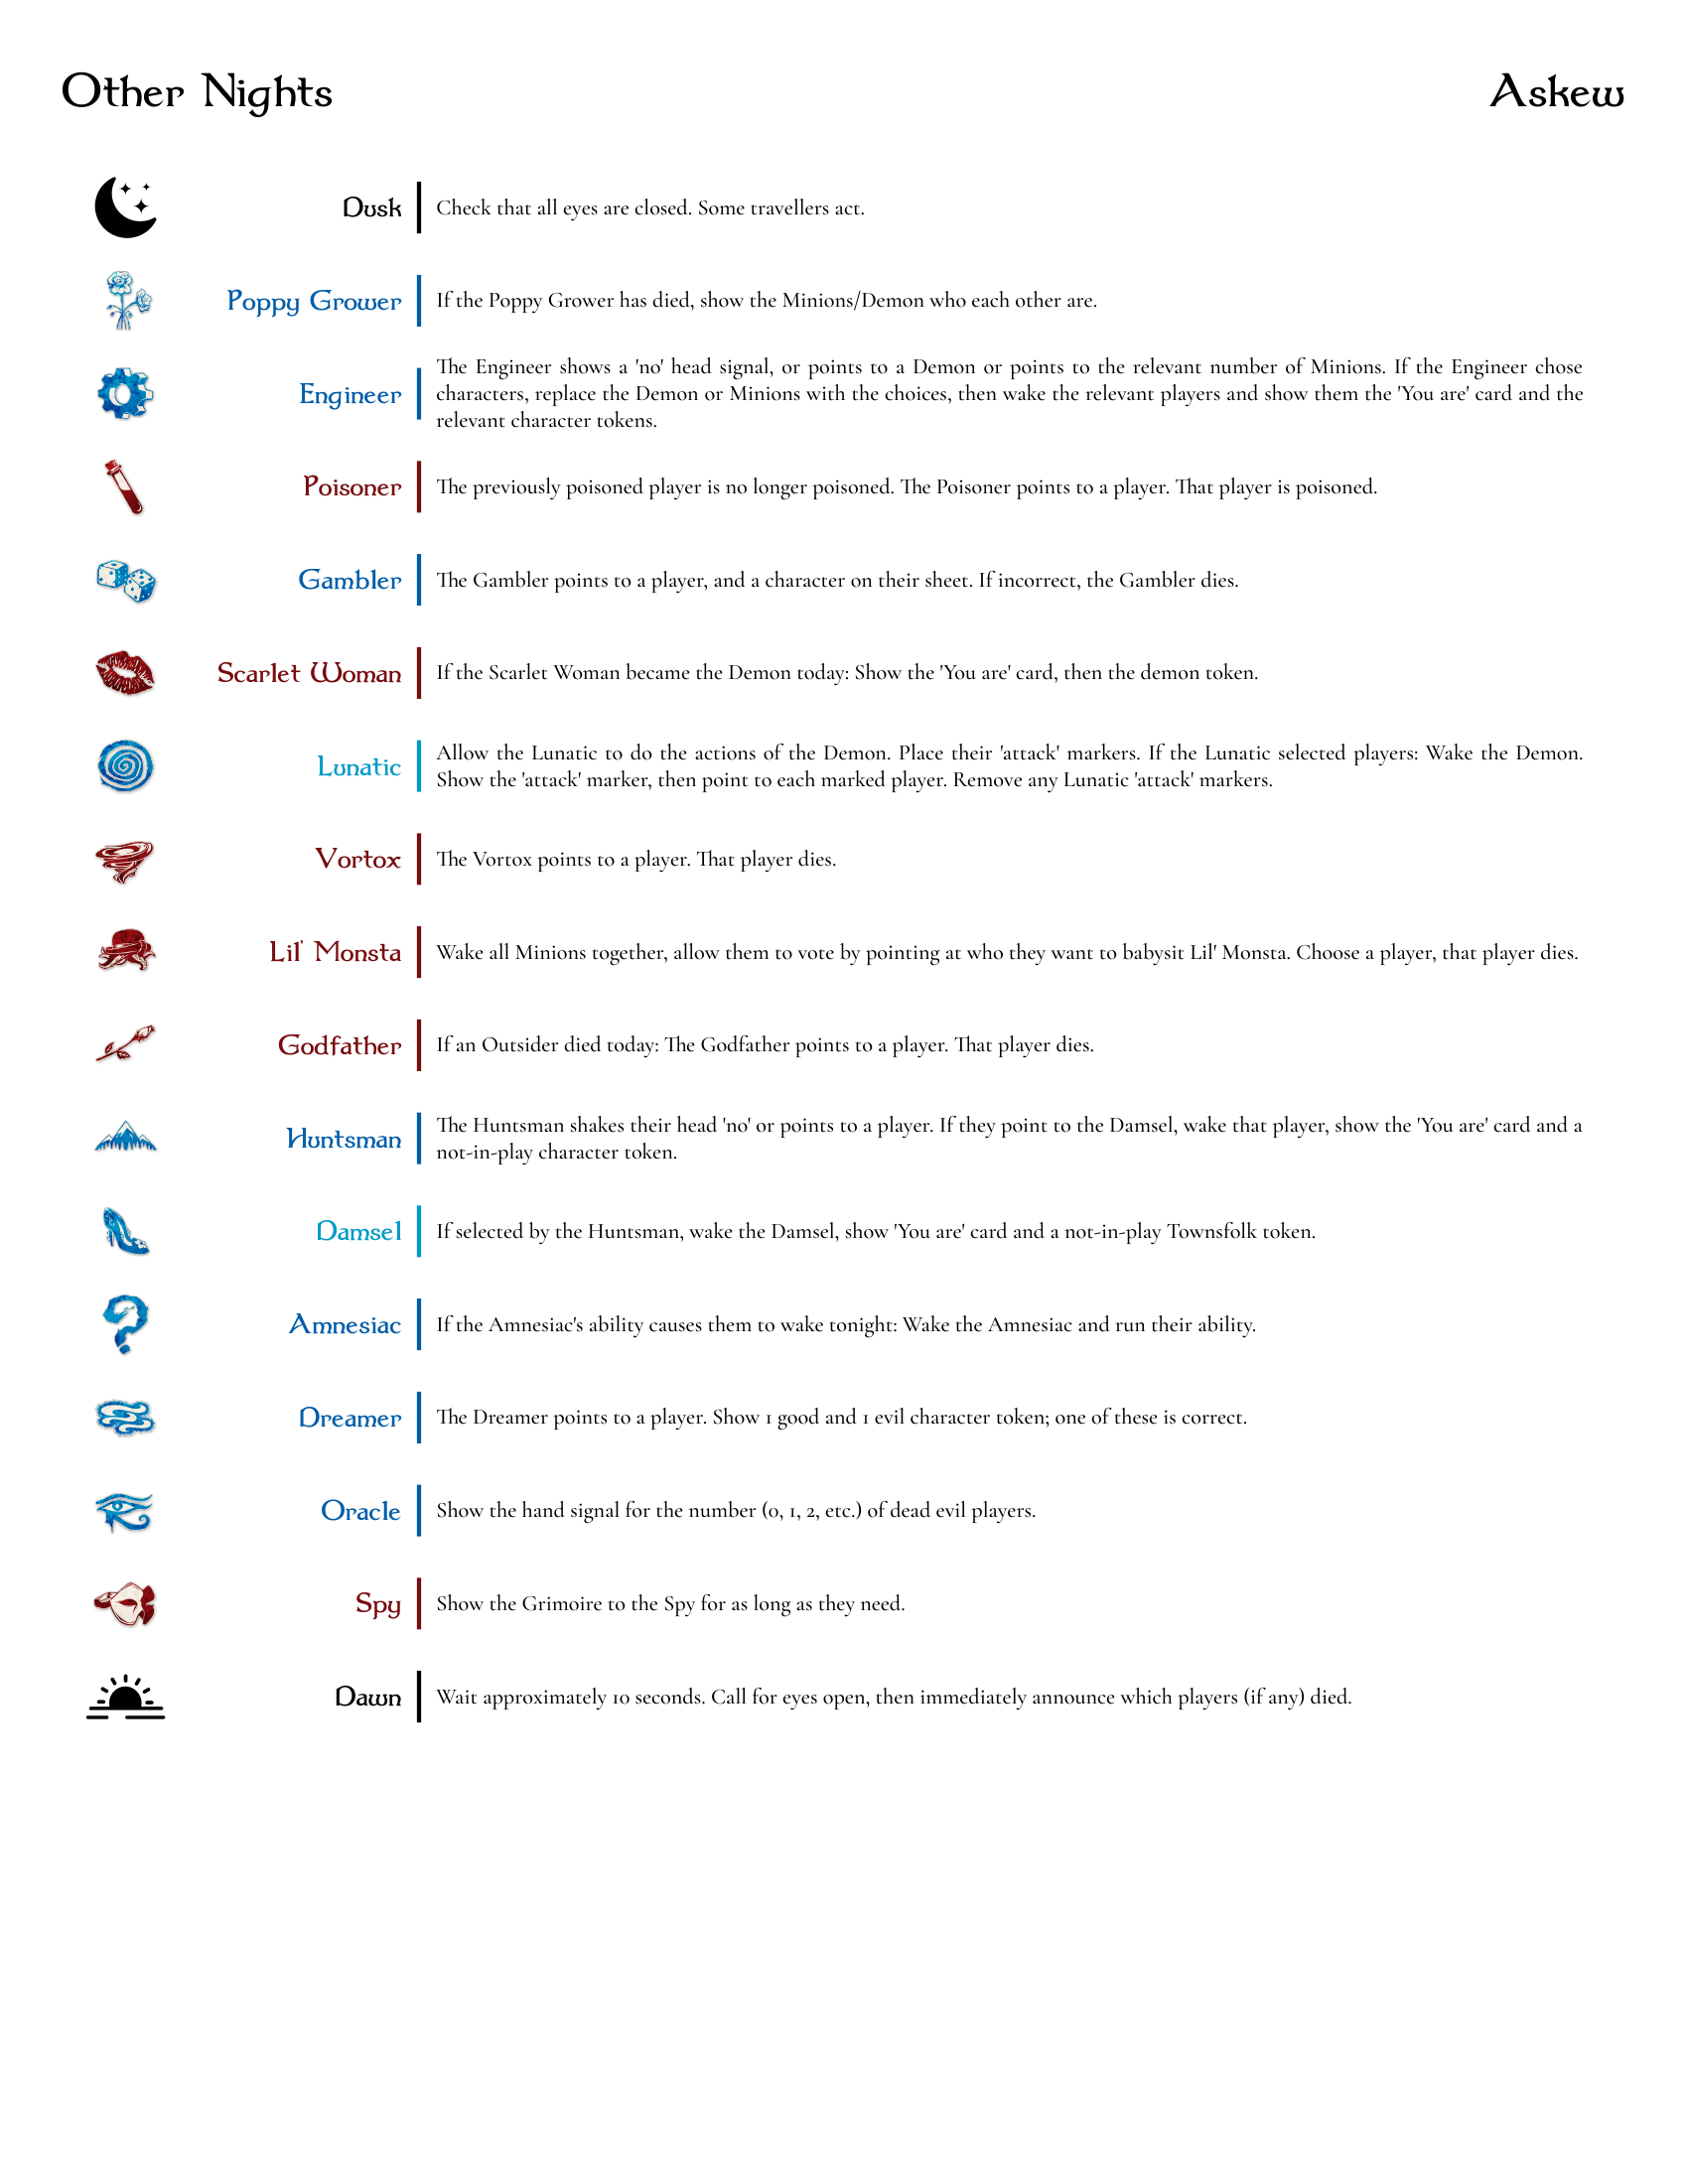 Other Nights
Askew
Dusk
Check that all eyes are closed. Some travellers act.
Poppy Grower
If the Poppy Grower has died, show the Minions/Demon who each other are.
Engineer
The Engineer shows a 'no' head signal, or points to a Demon or points to the relevant number of Minions. If the Engineer chose
characters, replace the Demon or Minions with the choices, then wake the relevant players and show them the 'You are' card and the
relevant character tokens.
Poisoner
The previously poisoned player is no longer poisoned. The Poisoner points to a player. That player is poisoned.
Gambler
The Gambler points to a player, and a character on their sheet. If incorrect, the Gambler dies.
Scarlet Woman
If the Scarlet Woman became the Demon today: Show the 'You are' card, then the demon token.
Lunatic
Allow the Lunatic to do the actions of the Demon. Place their 'attack' markers. If the Lunatic selected players: Wake the Demon.
Show the 'attack' marker, then point to each marked player. Remove any Lunatic 'attack' markers.
Vortox
The Vortox points to a player. That player dies.
Lil' Monsta
Wake all Minions together, allow them to vote by pointing at who they want to babysit Lil' Monsta. Choose a player, that player dies.
Godfather
If an Outsider died today: The Godfather points to a player. That player dies.
Huntsman
The Huntsman shakes their head 'no' or points to a player. If they point to the Damsel, wake that player, show the 'You are' card and a
not-in-play character token.
Damsel
If selected by the Huntsman, wake the Damsel, show 'You are' card and a not-in-play Townsfolk token.
Amnesiac
If the Amnesiac's ability causes them to wake tonight: Wake the Amnesiac and run their ability.
Dreamer
The Dreamer points to a player. Show 1 good and 1 evil character token; one of these is correct.
Oracle
Show the hand signal for the number (0, 1, 2, etc.) of dead evil players.
Spy
Show the Grimoire to the Spy for as long as they need.
Dawn
Wait approximately 10 seconds. Call for eyes open, then immediately announce which players (if any) died.